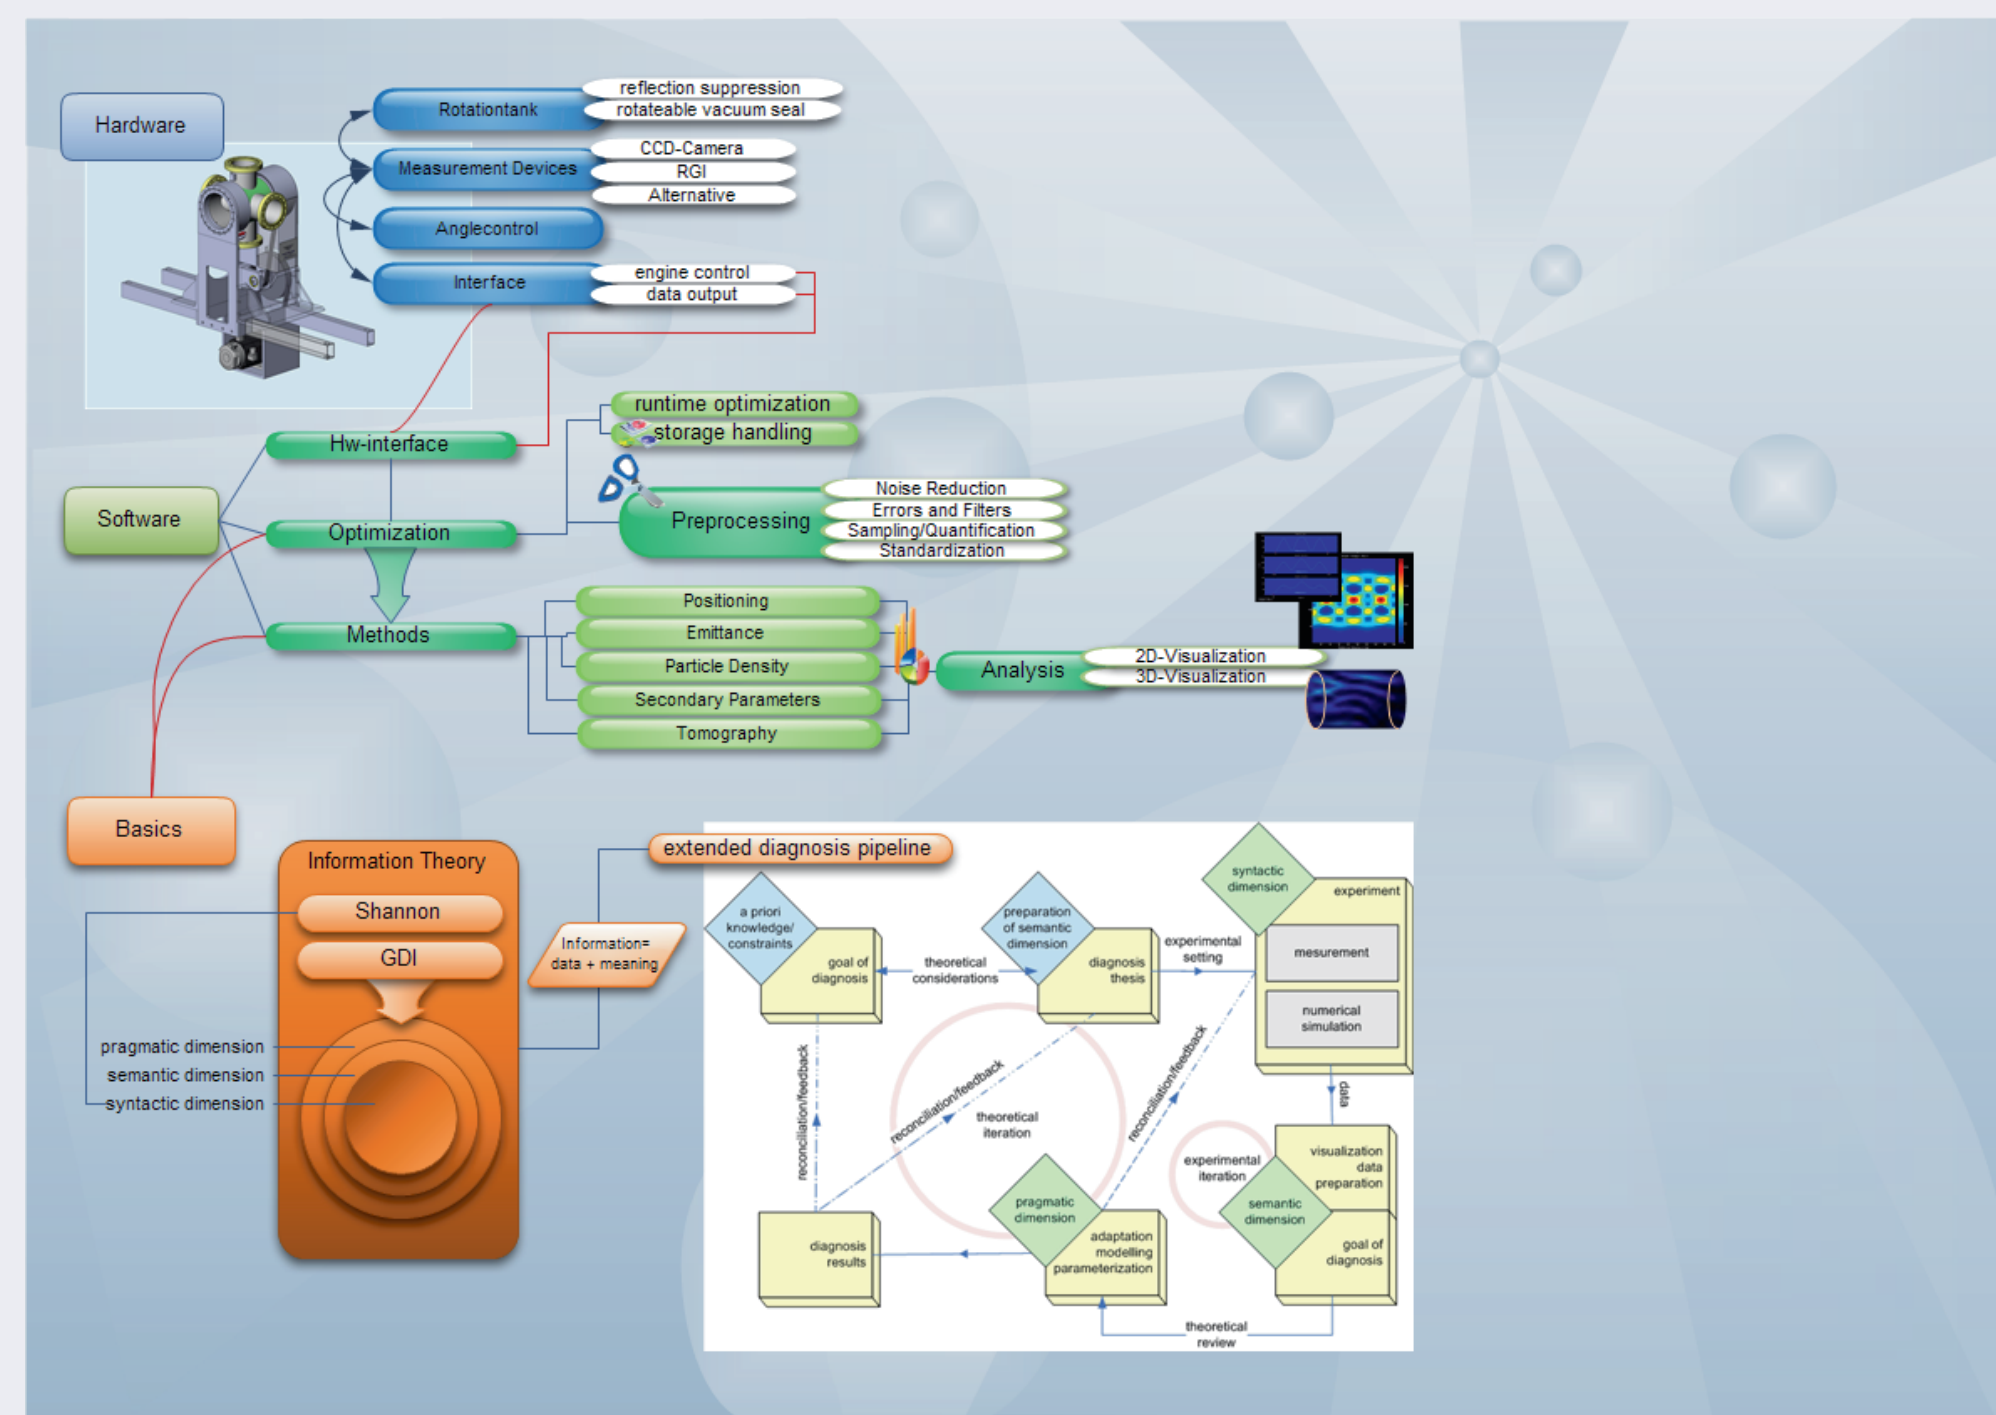 Hardware
Rotationtank
reflection suppression
rotateable vacuum seal
Measurement Devices
CCD-Camera
RGI
Alternative
Anglecontrol
Interface
engine control
data output
Software
Hw-interface
Optimization
Methods
runtime optimization
storage handling
Preprocessing
Noise Reduction
Errors and Filters
Sampling/Quantification
Standardization
Positioning
Emittance
Particle Density
Secondary Parameters
Tomography
Analysis
2D-Visualization
3D-Visualization
Basics
Information Theory
Shannon
GDI
pragmatic dimension
semantic dimension
syntactic dimension
Information=
data + meaning
extended diagnosis pipeline
a priori
knowledge/
constraints
goal of
diagnosis
theoretical
considerations
preparation
of semantic
dimension
diagnosis
thesis
experimental
setting
syntactic
dimension
experiment
mesurement
numerical
simulation
data
reconciliation/feedback
reconciliation/feedback
reconciliation/feedback
theoretical
iteration
experimental
iteration
visualization
data
preparation
semantic
dimension
goal of
diagnosis
pragmatic
dimension
adaptation
modelling
parameterization
diagnosis
results
theoretical
review